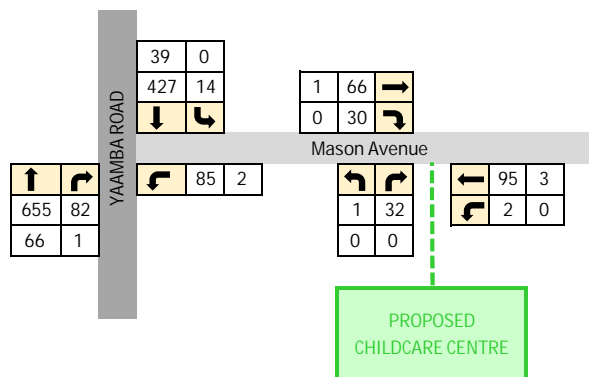 39 0
427 14
1 66
0 30
YAAMBA ROAD
Mason Avenue
85 2
655 82
66 1
1 32
0 0
95 3
2 0
PROPOSED
CHILDCARE CENTRE